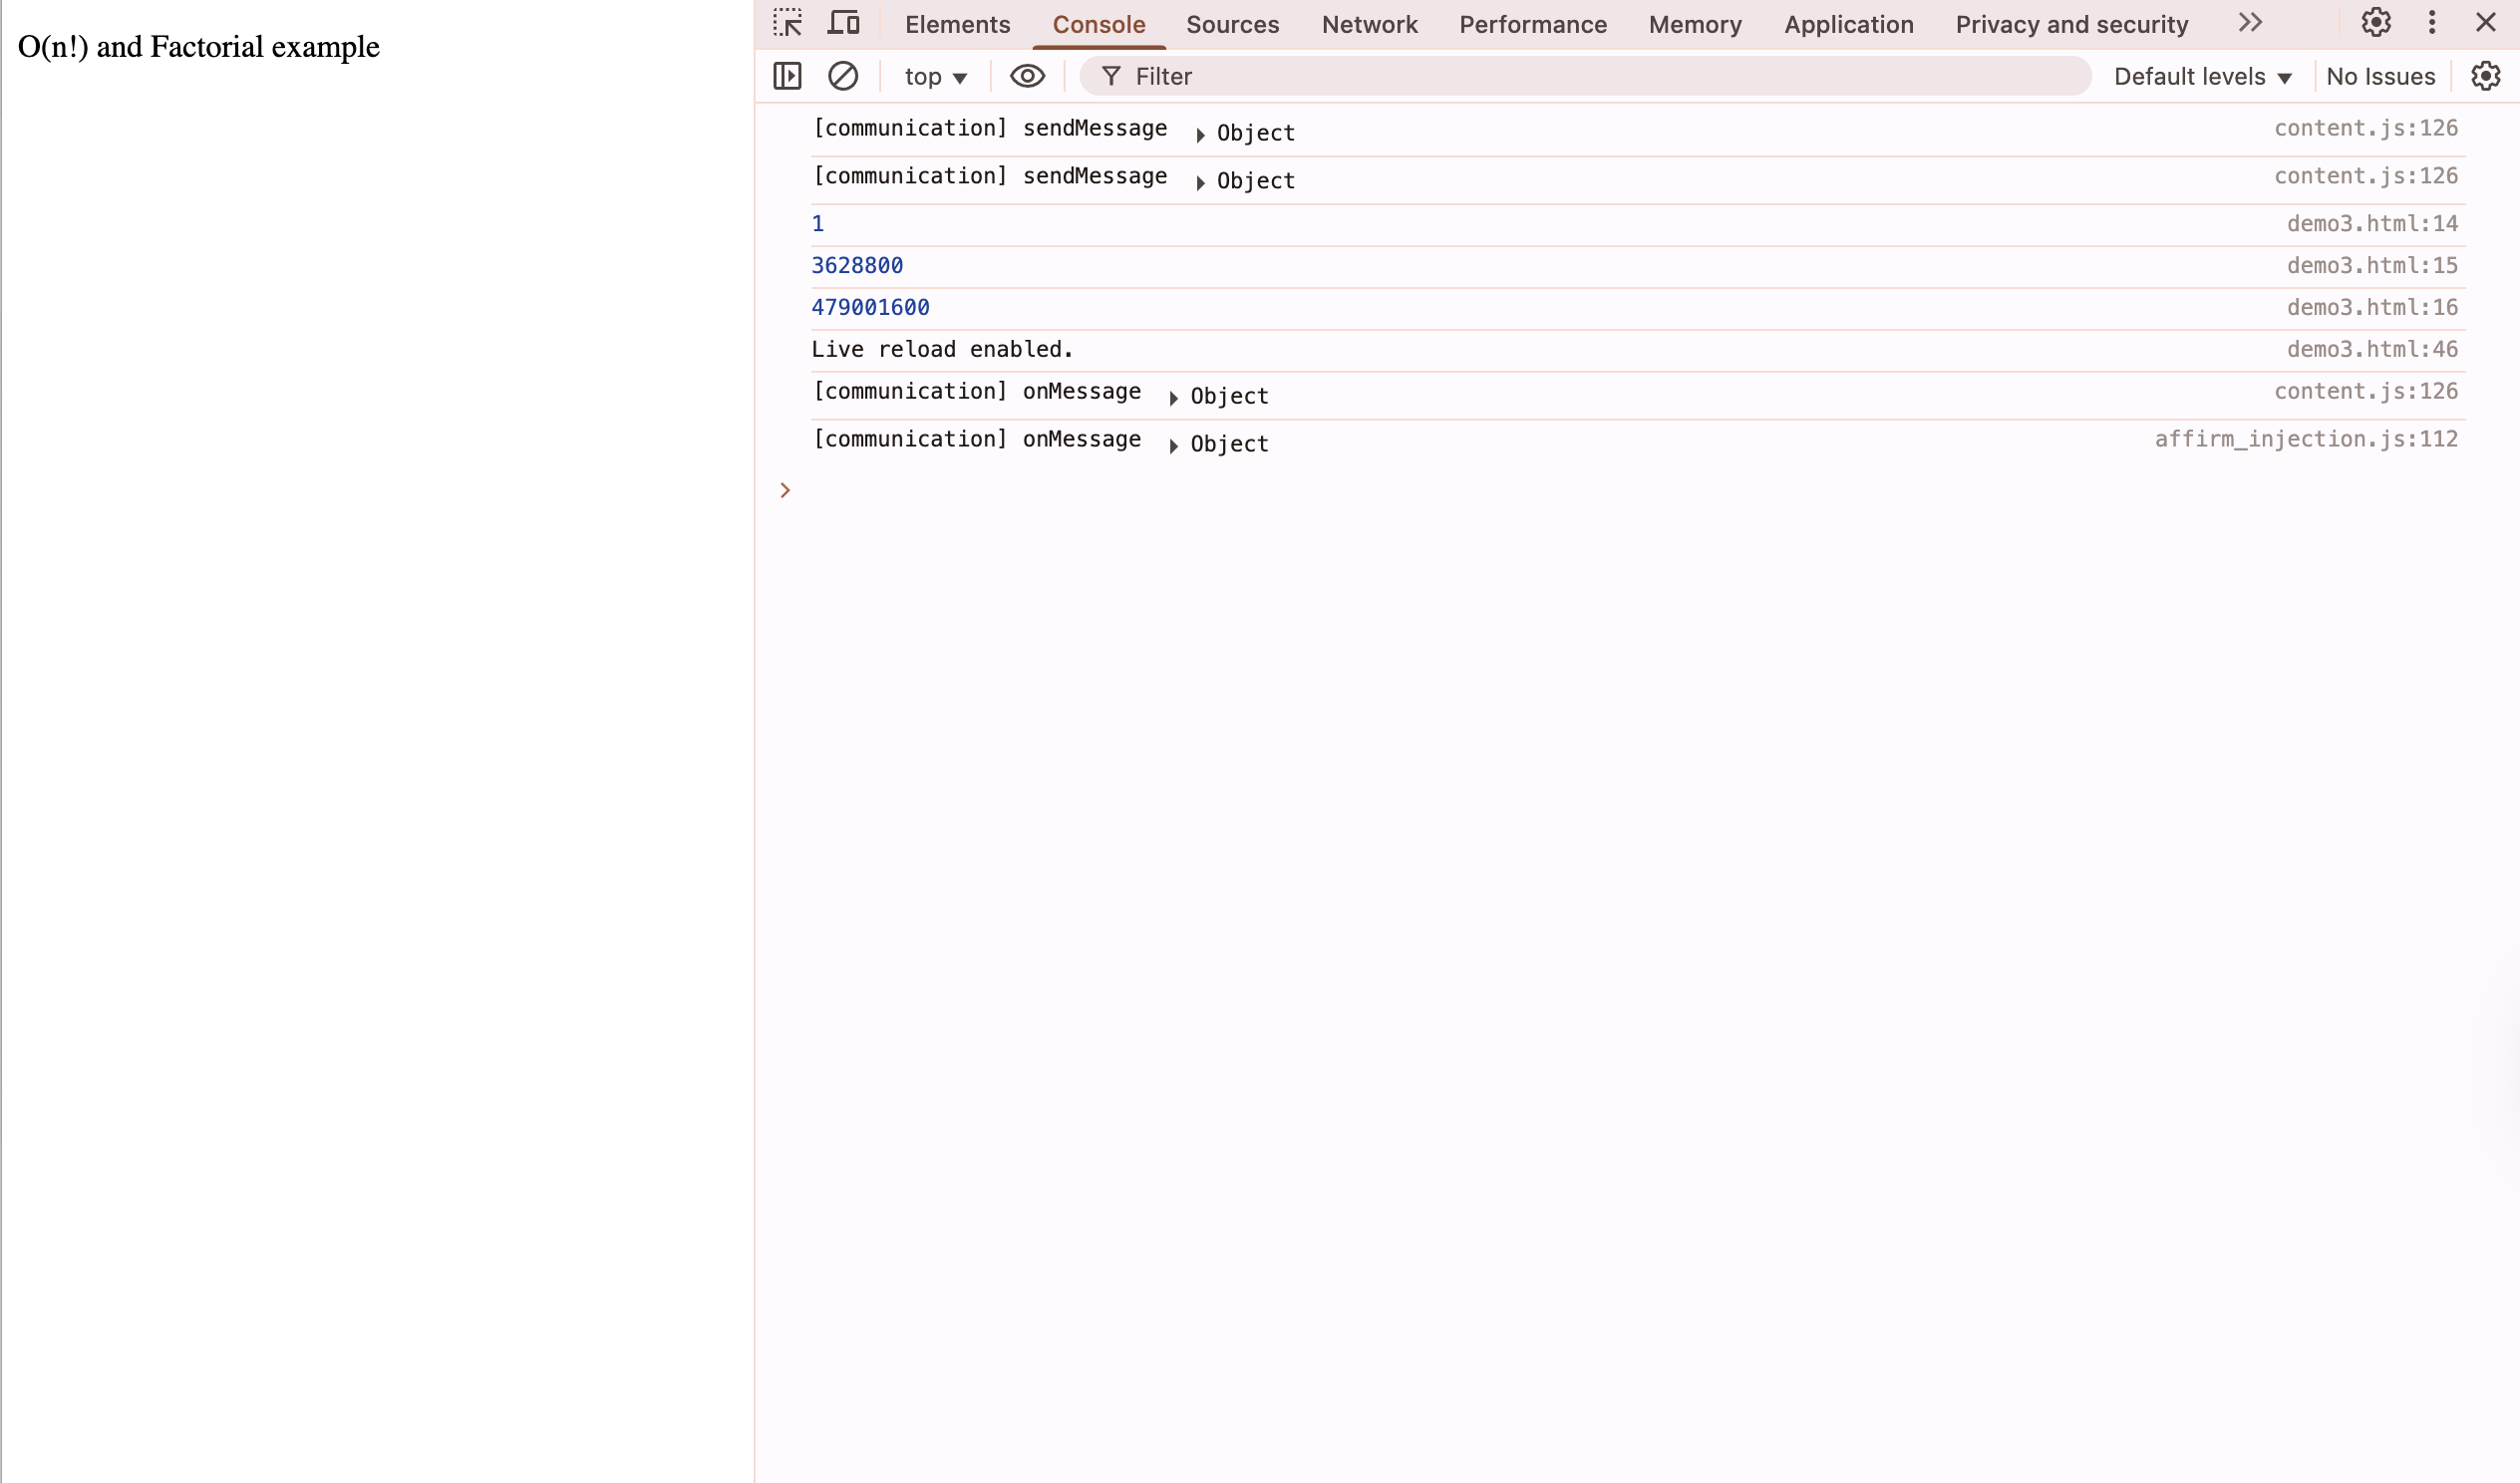 O(n!) and Factorial example
Elements Console Sources Network Performance Memory Application Privacy and security
top Filter Default levels No Issues
[communication] sendMessage Object content.js:126
[communication] sendMessage Object content.js:126
1 demo3.html:14
3628800 demo3.html:15
479001600 demo3.html:16
Live reload enabled. demo3.html:46
[communication] onMessage Object content.js:126
[communication] onMessage Object affirm_injection.js:112